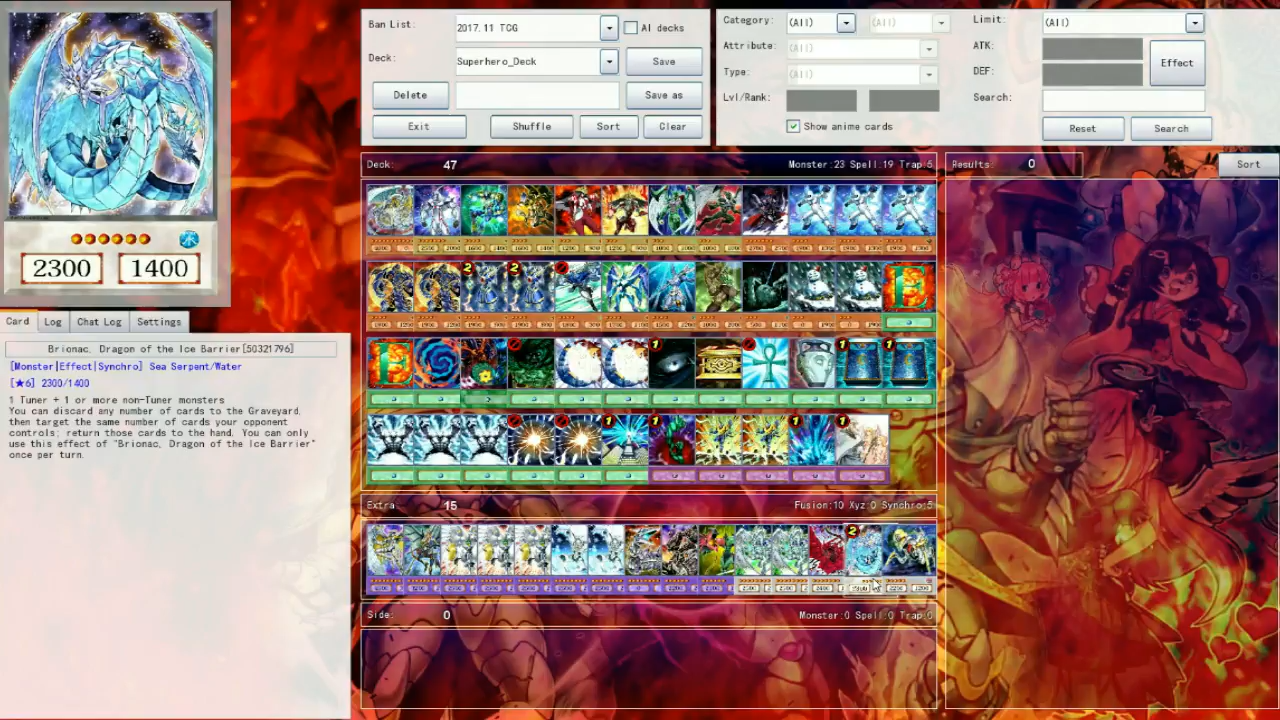 2300 1400
Card Log Chat Log Settings
Brionac, Dragon of the Ice Barrier[50321796]
[Monster|Effect|Synchro] Sea Serpent/Water
[★6] 2300/1400
1 Tuner + 1 or more non-Tuner monsters
You can discard any number of cards to the Graveyard,
then target the same number of cards your opponent
controls; return those cards to the hand. You can only
use this effect of "Brionac, Dragon of the Ice Barrier"
once per turn.
Ban List: 2017.11 TCG AI decks
Deck: Superhero_Deck Save
Delete Save as
Exit Shuffle Sort Clear
Category: (All) (All) Limit: (All)
Attribute: (All) ATK:
Type: (All) DEF: Effect
Lvl/Rank: Search:
Show anime cards Reset Search
Deck: 47 Monster:23 Spell:19 Trap:5
Results: 0 Sort
Extra: 15 Fusion:10 Xyz:0 Synchro:5
Side: 0 Monster:0 Spell:0 Trap:0